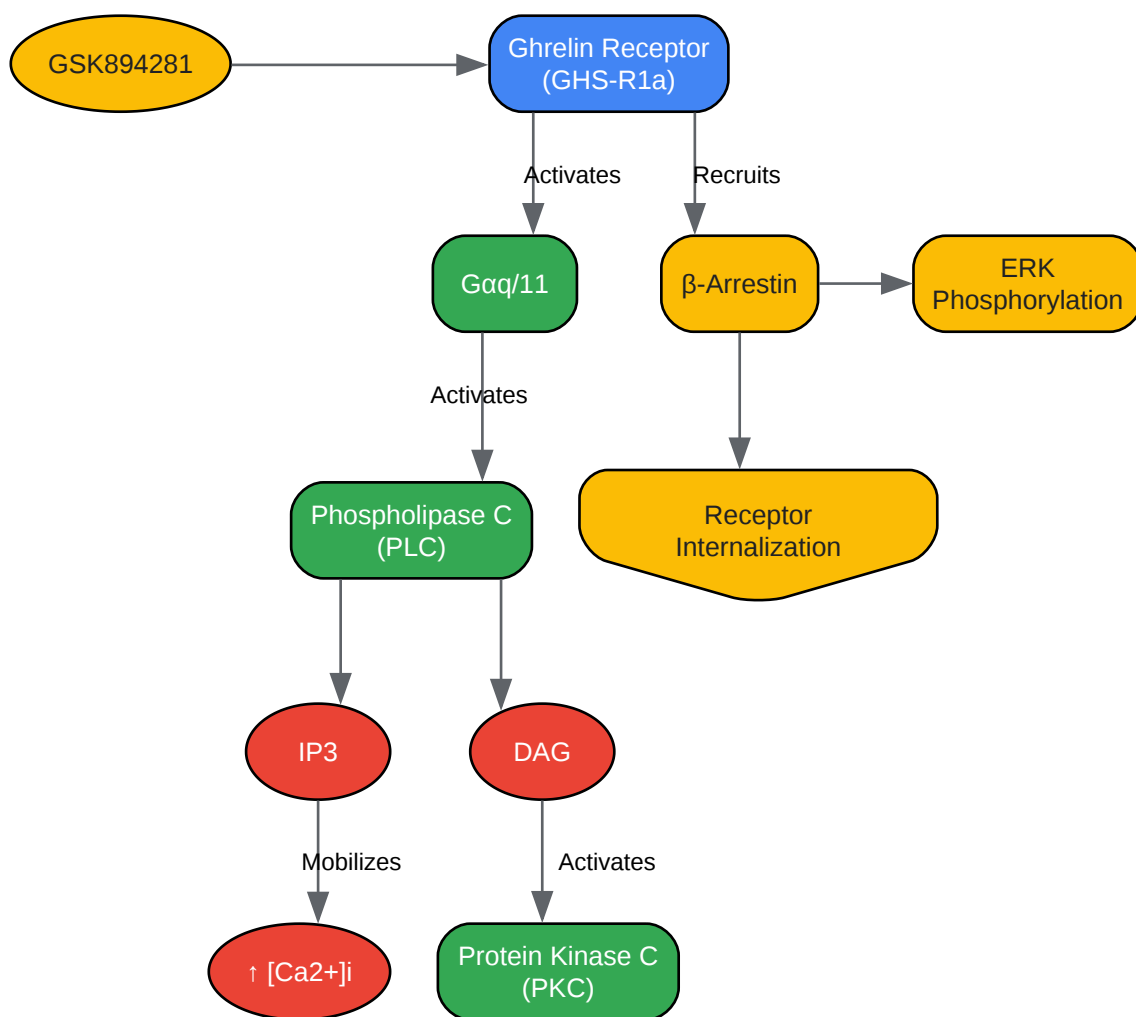 GSK894281
Ghrelin Receptor
(GHS-R1a)
Activates
Recruits
Gαq/11
β-Arrestin
ERK
Phosphorylation
Activates
Phospholipase C
(PLC)
Receptor
Internalization
IP3
DAG
Mobilizes
Activates
↑ [Ca2+]i
Protein Kinase C
(PKC)